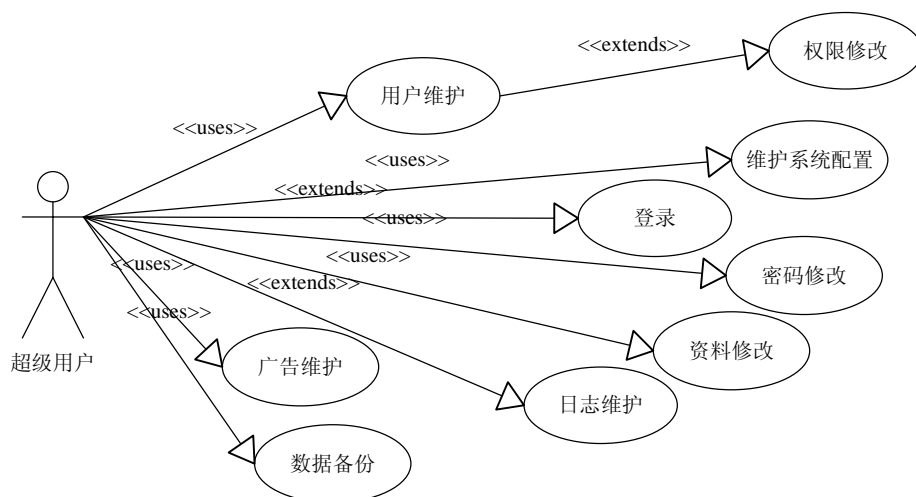 <<extends>>
权限修改
用户维护
<<uses>>
<<uses>>
维护系统配置
<<extends>>
<<uses>>
登录
<<uses>>
<<uses>>
密码修改
<<extends>>
<<uses>>
资料修改
超级用户
广告维护
日志维护
数据备份